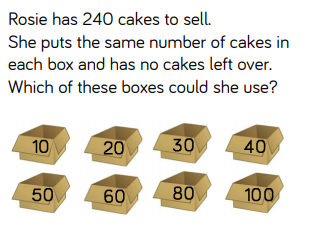 Rosie has 240 cakes to sell.
She puts the same number of cakes in
each box and has no cakes left over.
Which of these boxes could she use?
10 20 30 40
50 60 80 100